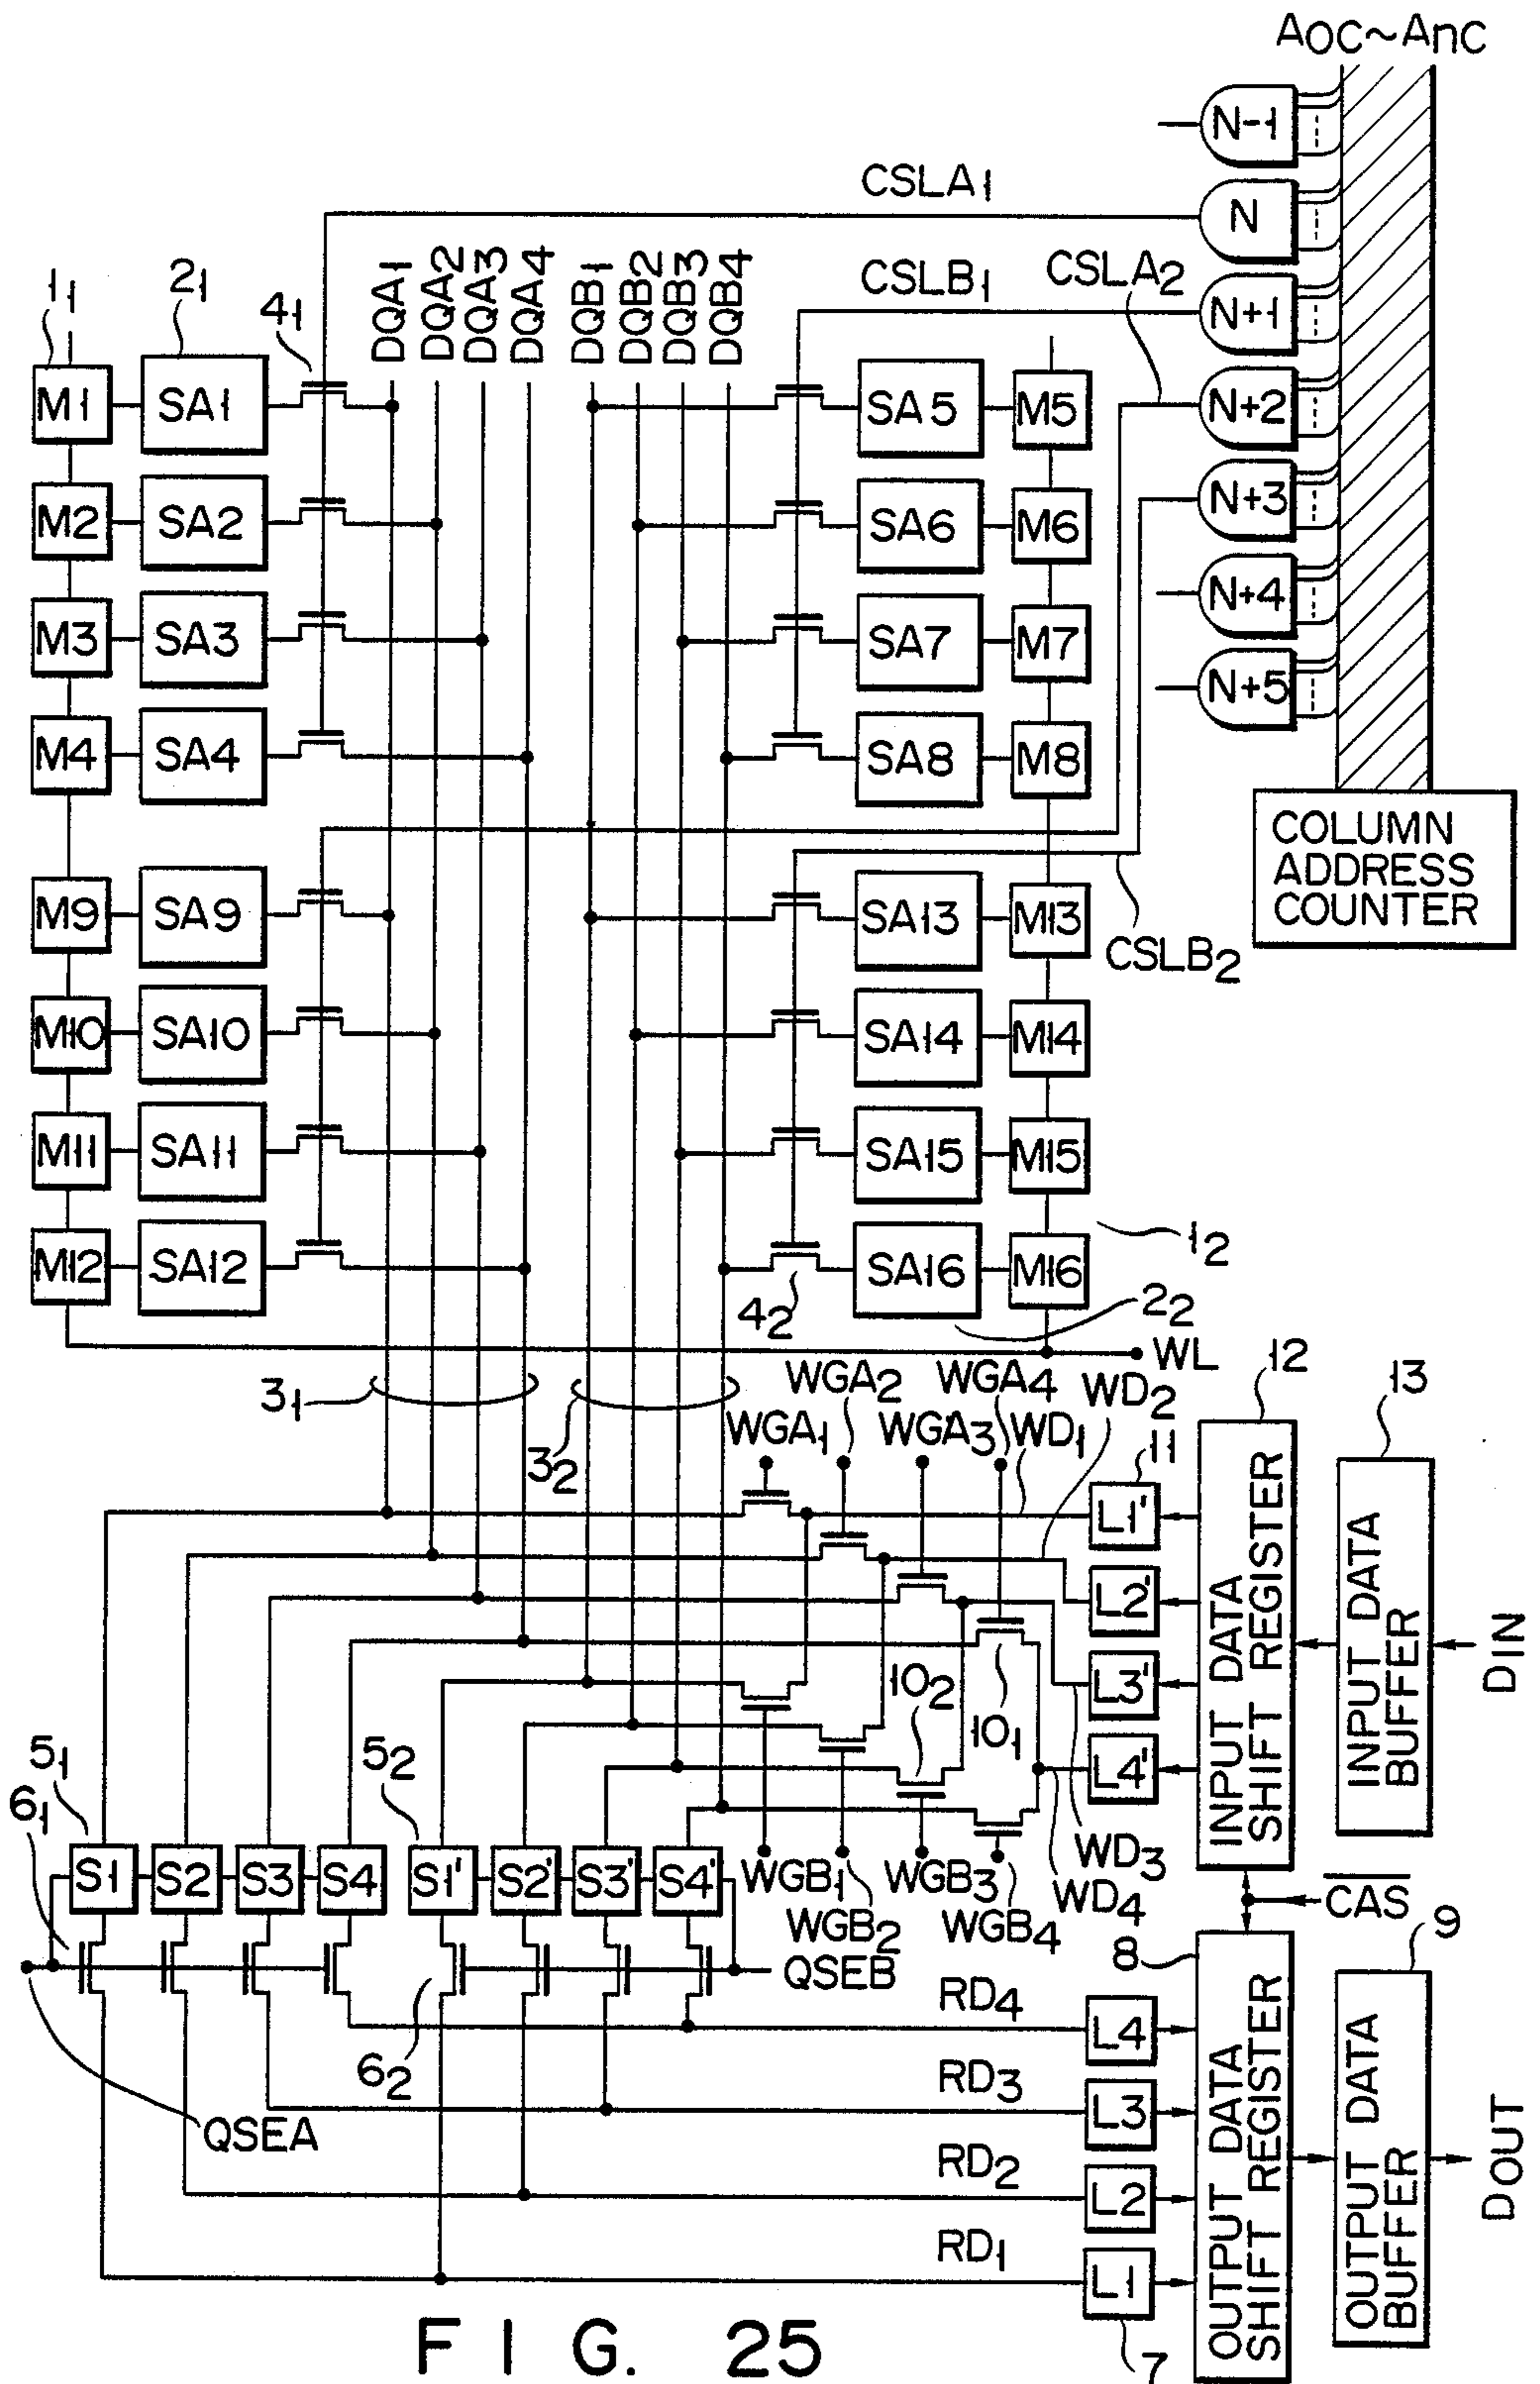 A0C~AnC
N-1
CSLA1
N
CSLB1
CSLA2
N+1
N+2
N+3
N+4
N+5
COLUMN
ADDRESS
COUNTER
11
21
41
DQA1
DQA2
DQA3
DQA4
DQB1
DQB2
DQB3
DQB4
M1 SA1 SA5 M5
M2 SA2 SA6 M6
M3 SA3 SA7 M7
M4 SA4 SA8 M8
M9 SA9 SA13 M13
CSLB2
M10 SA10 SA14 M14
M11 SA11 SA15 M15
M12 SA12 SA16 M16
12
42
22
WL
31
32
WGA1
WGA2
WGA3
WGA4
WD1
WD2
11
12
13
L1'
L2'
L3'
L4'
INPUT DATA
SHIFT REGISTER
INPUT DATA
BUFFER
DIN
102
101
51
52
61
S1 S2 S3 S4 S1' S2' S3' S4'
WGB1
WGB2
WGB3
WGB4
WD3
WD4
CAS
QSEB
62
QSEA
8
9
RD4
L4
RD3
L3
RD2
L2
RD1
L1
7
OUTPUT DATA
SHIFT REGISTER
OUTPUT DATA
BUFFER
DOUT
FIG. 25